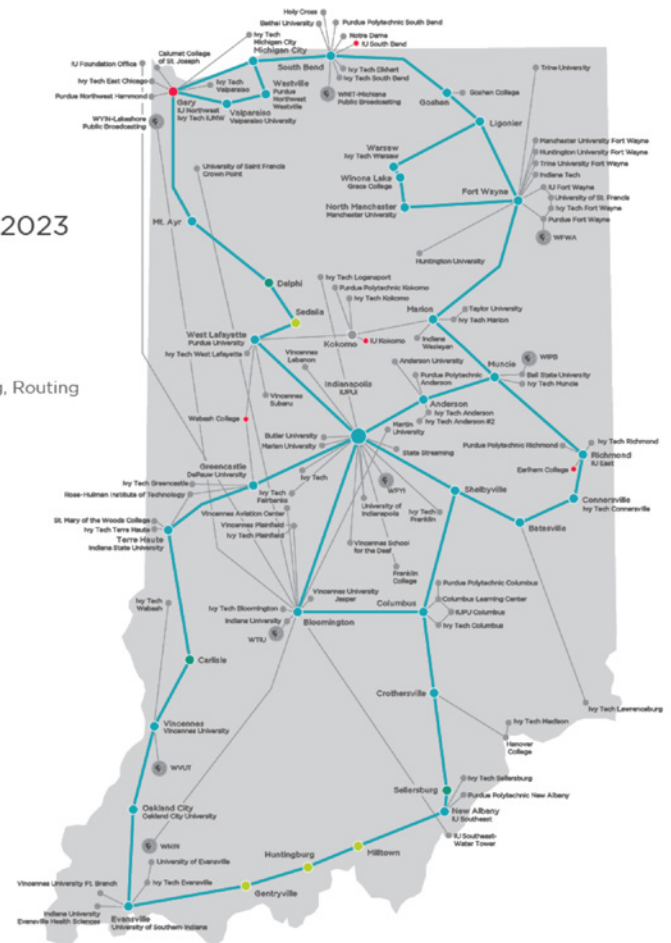 Holy Cross
Bethel University
Purdue Polytechnic South Bend
Notre Dame
IU South Bend
Ivy Tech
Michigan City
Michigan City
South Bend
Calumet College
of St. Joseph
IU Foundation Office
Ivy Tech East Chicago
Purdue Northwest Hammond
Ivy Tech
Valparaiso
Westville
Purdue
Northwest
Westville
Ivy Tech Elkhart
Ivy Tech South Bend
Trine University
Gary
IU Northwest
Ivy Tech IUNW
Valparaiso
Valparaiso University
WNIT-Michiana
Public Broadcasting
Goshen
Goshen College
WYIN-Lakeshore
Public Broadcasting
Ligonier
Warsaw
Ivy Tech Warsaw
Manchester University Fort Wayne
Huntington University Fort Wayne
Trine University Fort Wayne
Indiana Tech
University of Saint Francis
Crown Point
Winona Lake
Grace College
Fort Wayne
IU Fort Wayne
University of St. Francis
Ivy Tech Fort Wayne
Purdue Fort Wayne
North Manchester
Manchester University
WFWA
2023
Mt. Ayr
Huntington University
Delphi
Ivy Tech Logansport
Purdue Polytechnic Kokomo
Ivy Tech Kokomo
Sedalia
Marion
Taylor University
Ivy Tech Marion
West Lafayette
Purdue University
Kokomo
IU Kokomo
Indiana
Wesleyan
Ivy Tech West Lafayette
Vincennes
Lebanon
Anderson University
Muncie
WIPB
Ball State University
Ivy Tech Muncie
g, Routing
Indianapolis
IUPUI
Purdue Polytechnic
Anderson
Anderson
Vincennes
Subaru
Ivy Tech Anderson
Ivy Tech Anderson #2
Wabash College
Martin
University
Butler University
Marian University
State Streaming
Purdue Polytechnic Richmond
Ivy Tech Richmond
Richmond
IU East
Earlham College
Greencastle
DePauw University
Ivy Tech
Ivy Tech Greencastle
Rose-Hulman Institute of Technology
Ivy Tech
Fairbanks
WFYI
Shelbyville
Connersville
Ivy Tech Connersville
Vincennes Aviation Center
University of
Indianapolis
Ivy Tech
Franklin
St. Mary of the Woods College
Ivy Tech Terre Haute
Terre Haute
Indiana State University
Vincennes Plainfield
Ivy Tech Plainfield
Batesville
Vincennes School
for the Deaf
Franklin
College
Ivy Tech
Wabash
Vincennes University
Jasper
Purdue Polytechnic Columbus
Columbus Learning Center
IUPU Columbus
Ivy Tech Columbus
Ivy Tech Bloomington
Indiana University
Columbus
Bloomington
WTIU
Carlisle
Crothersville
Ivy Tech Lawrenceburg
Vincennes
Vincennes University
Ivy Tech Madison
Hanover
College
WVUT
Sellersburg
Ivy Tech Sellersburg
Purdue Polytechnic New Albany
Oakland City
Oakland City University
New Albany
IU Southeast
IU Southeast-
Water Tower
WNIN
University of Evansville
Huntingburg
Milltown
Vincennes University Ft. Branch
Ivy Tech Evansville
Gentryville
Indiana University
Evansville Health Sciences
Evansville
University of Southern Indiana